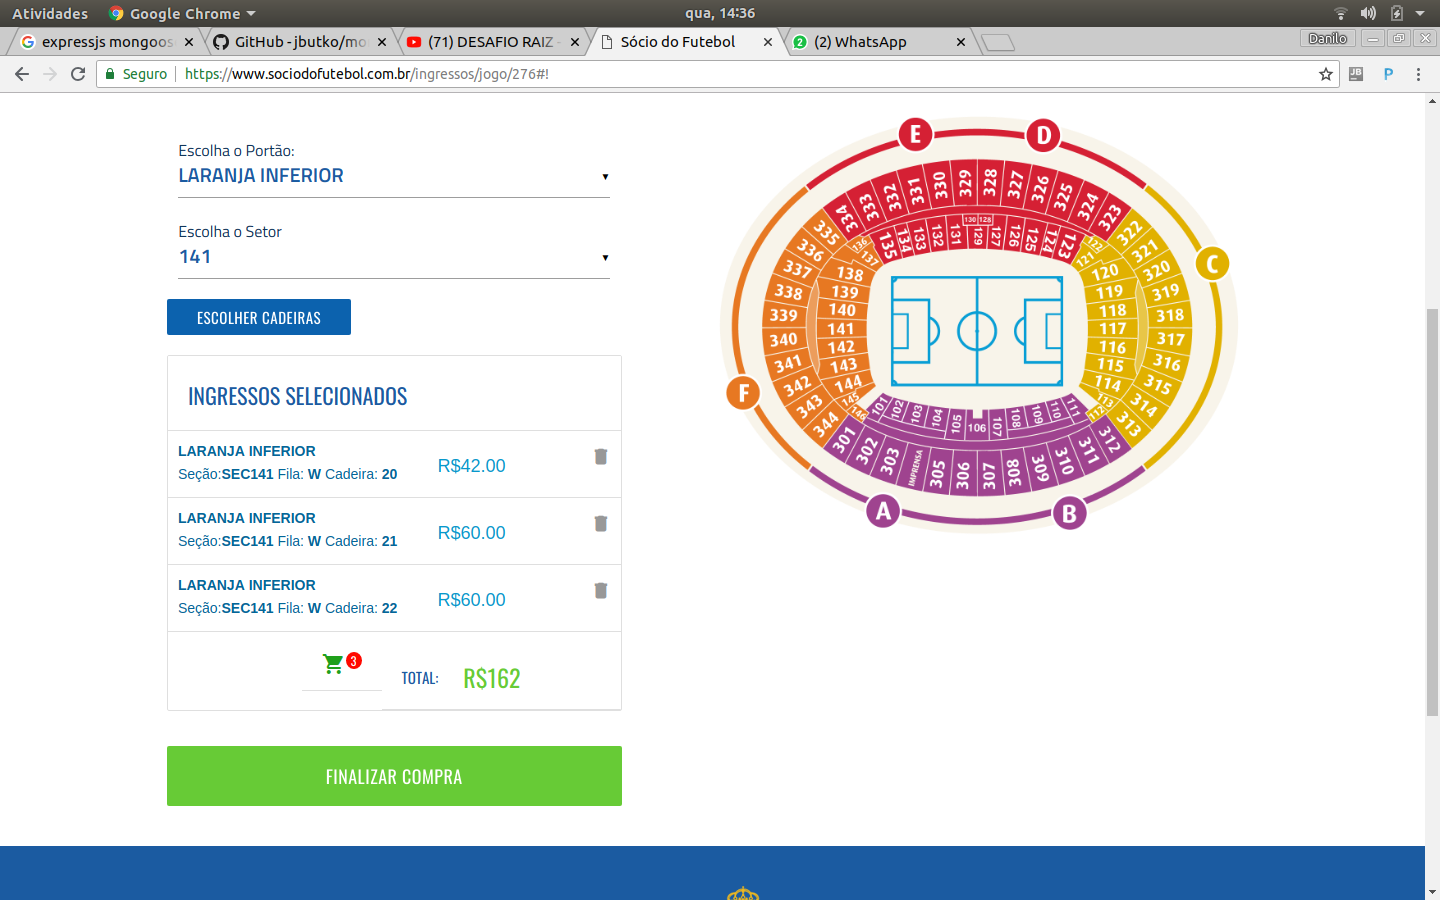 Atividades Google Chrome qua, 14:36
expressjs mongoos GitHub - jbutko/mo (71) DESAFIO RAIZ - Sócio do Futebol (2) WhatsApp Danilo
Seguro https://www.sociodofutebol.com.br/ingressos/jogo/276#!
Escolha o Portão:
LARANJA INFERIOR
Escolha o Setor
141
ESCOLHER CADEIRAS
INGRESSOS SELECIONADOS
LARANJA INFERIOR
Seção:SEC141 Fila: W Cadeira: 20 R$42.00
LARANJA INFERIOR
Seção:SEC141 Fila: W Cadeira: 21 R$60.00
LARANJA INFERIOR
Seção:SEC141 Fila: W Cadeira: 22 R$60.00
3 TOTAL: R$162
FINALIZAR COMPRA
E D
334 333 332 331 330 329 328 327 326 325 324 323
130 128
135 134 133 132 131 129 127 126 125 124 123
335 336 337 338 339 340 341 342 343 344
136 137 138 139 140 141 142 143 144 145 146
122 121 120 119 118 117 116 115 114 113 112
322 321 320 319 318 317 316 315 314 313
C
F
101 102 103 104 105 106 107 108 109 110 111
301 302 303 IMPRENSA 305 306 307 308 309 310 311 312
A B